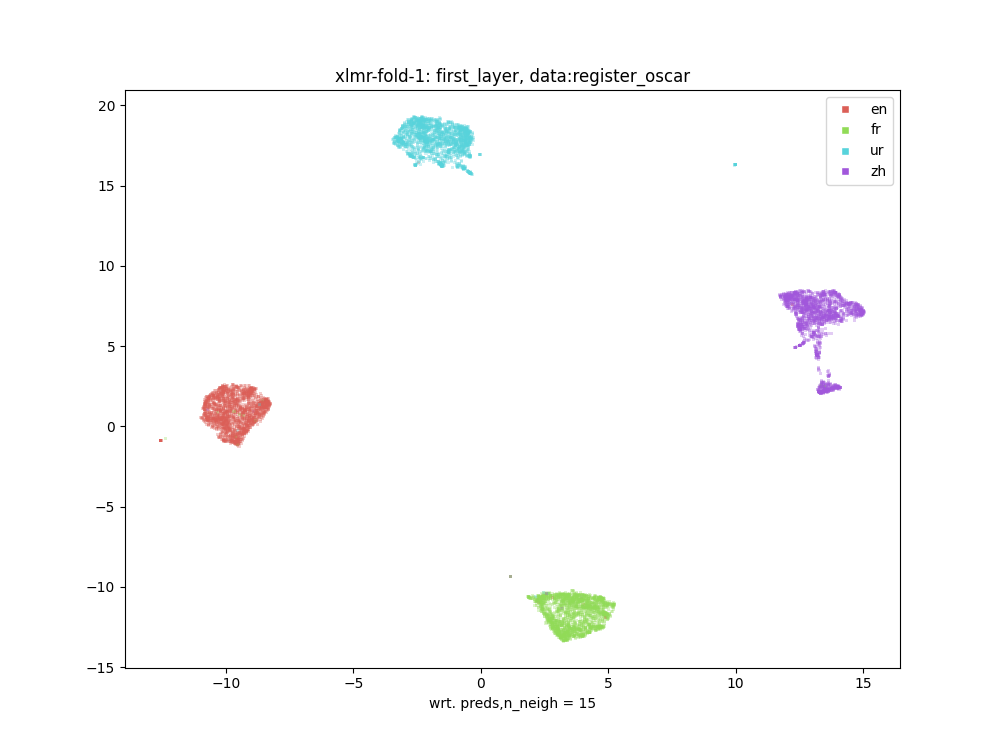 xlmr-fold-1: first_layer, data:register_oscar
en
fr
ur
zh
20
15
10
5
0
−5
−10
−15
−10
−5
0
5
10
15
wrt. preds,n_neigh = 15